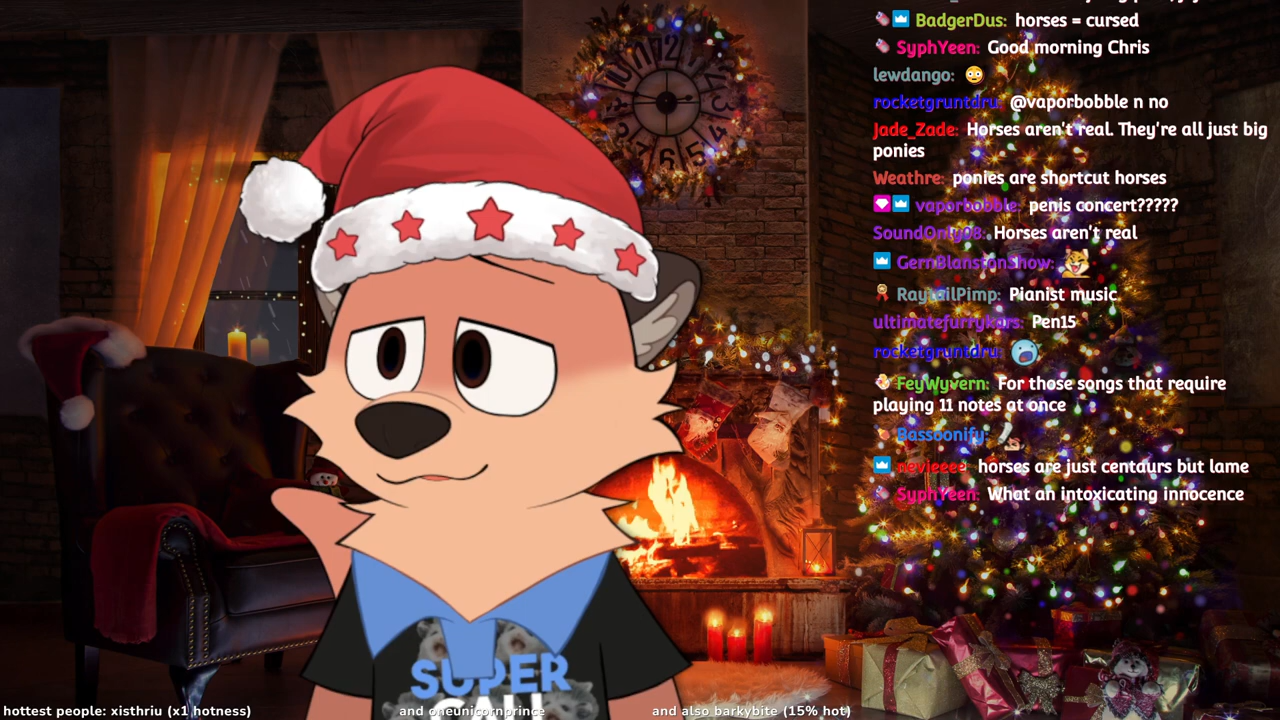 BadgerDus: horses = cursed
SyphYeen: Good morning Chris
lewdango:
rocketgruntdru: @vaporbobble n no
Jade_Zade: Horses aren't real. They're all just big
ponies
Weathre: ponies are shortcut horses
vaporbobble: penis concert?????
SoundOnly98: Horses aren't real
GernBlanstonShow:
RaytailPimp: Pianist music
ultimatefurrykars: Pen15
rocketgruntdru:
FeyWyvern: For those songs that require
playing 11 notes at once
Bassoonify:
nevieeee: horses are just centaurs but lame
SyphYeen: What an intoxicating innocence
SUPER
hottest people: xisthriu (x1 hotness) and oneunicornprince and also barkybite (15% hot)